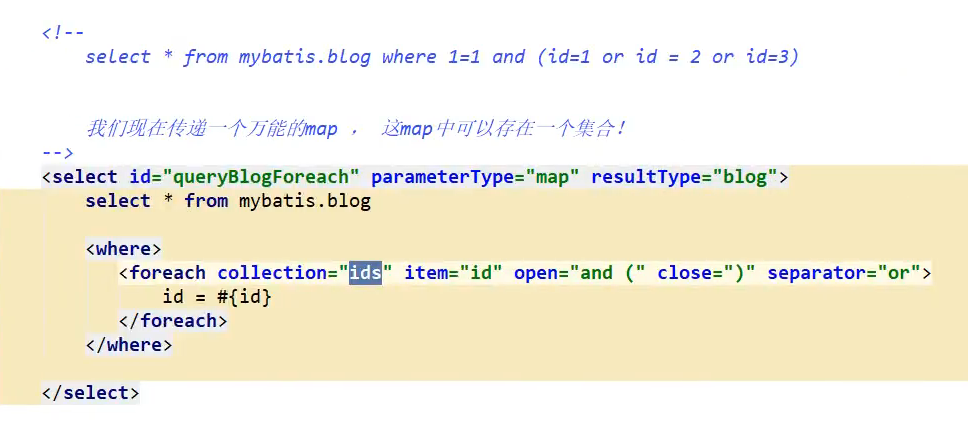 <!--
select * from mybatis.blog where 1=1 and (id=1 or id = 2 or id=3)
我们现在传递一个万能的map ， 这map中可以存在一个集合！
-->
<select id="queryBlogForeach" parameterType="map" resultType="blog">
select * from mybatis.blog
<where>
<foreach collection="ids" item="id" open="and (" close=")" separator="or">
id = #{id}
</foreach>
</where>
</select>